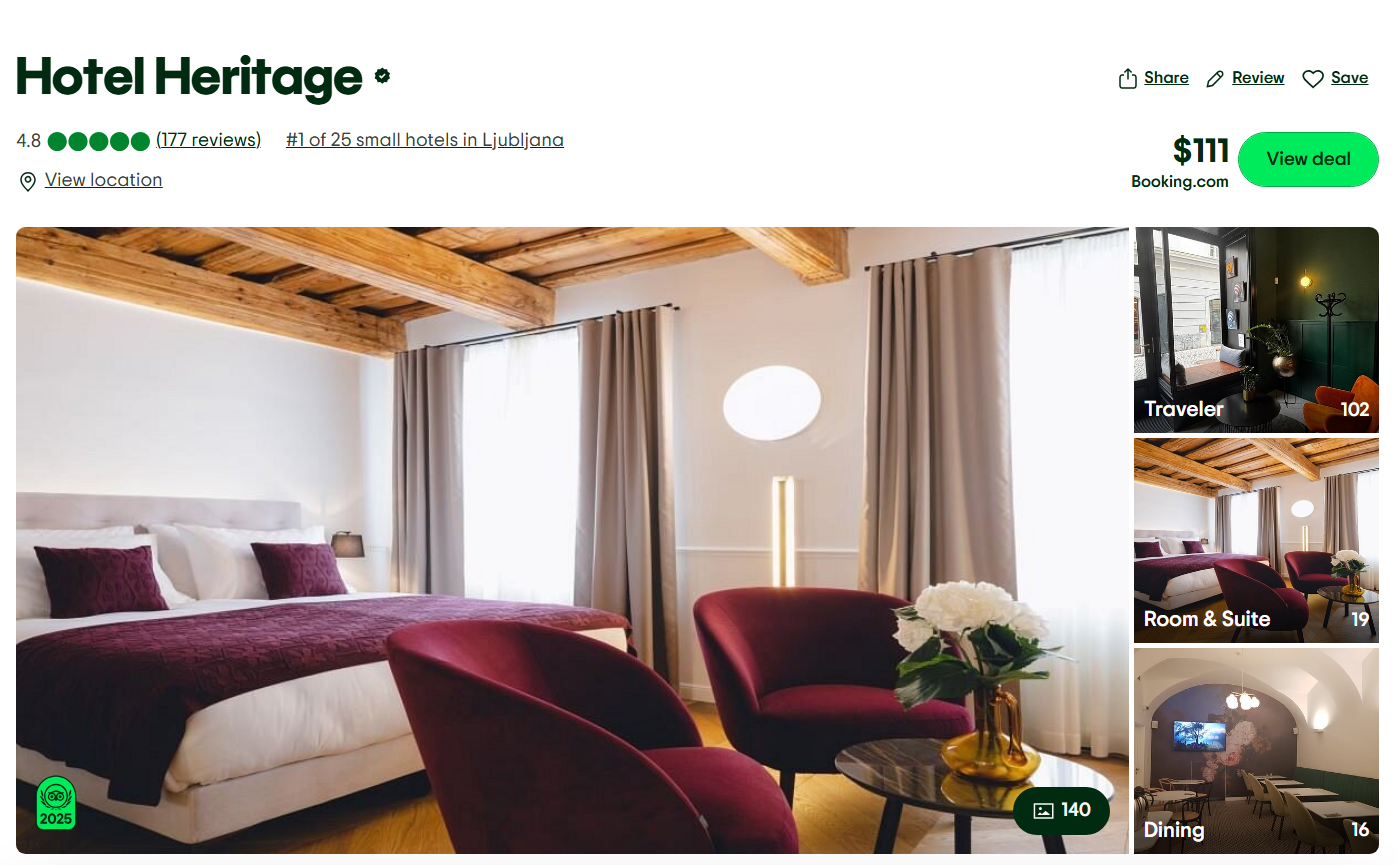 Hotel Heritage
Share Review Save
4.8 (177 reviews) #1 of 25 small hotels in Ljubljana
$111
View deal
Booking.com
View location
Traveler 102
Room & Suite 19
2025
140
Dining 16